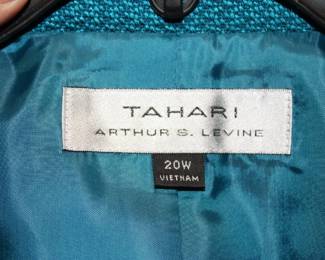 TAHARI
ARTHUR S. LEVINE
20W
VIETNAM